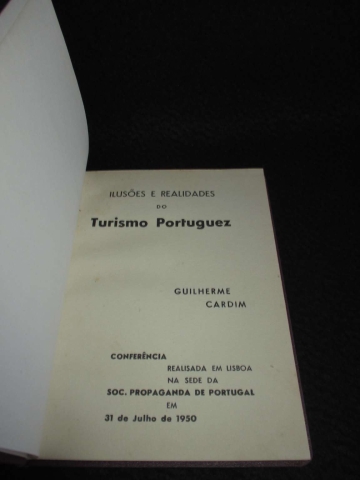 ILUSÕES E REALIDADES
DO
Turismo Portuguez
GUILHERME
CARDIM
CONFERÊNCIA
REALISADA EM LISBOA
NA SEDE DA
SOC. PROPAGANDA DE PORTUGAL
EM
31 de Julho de 1950